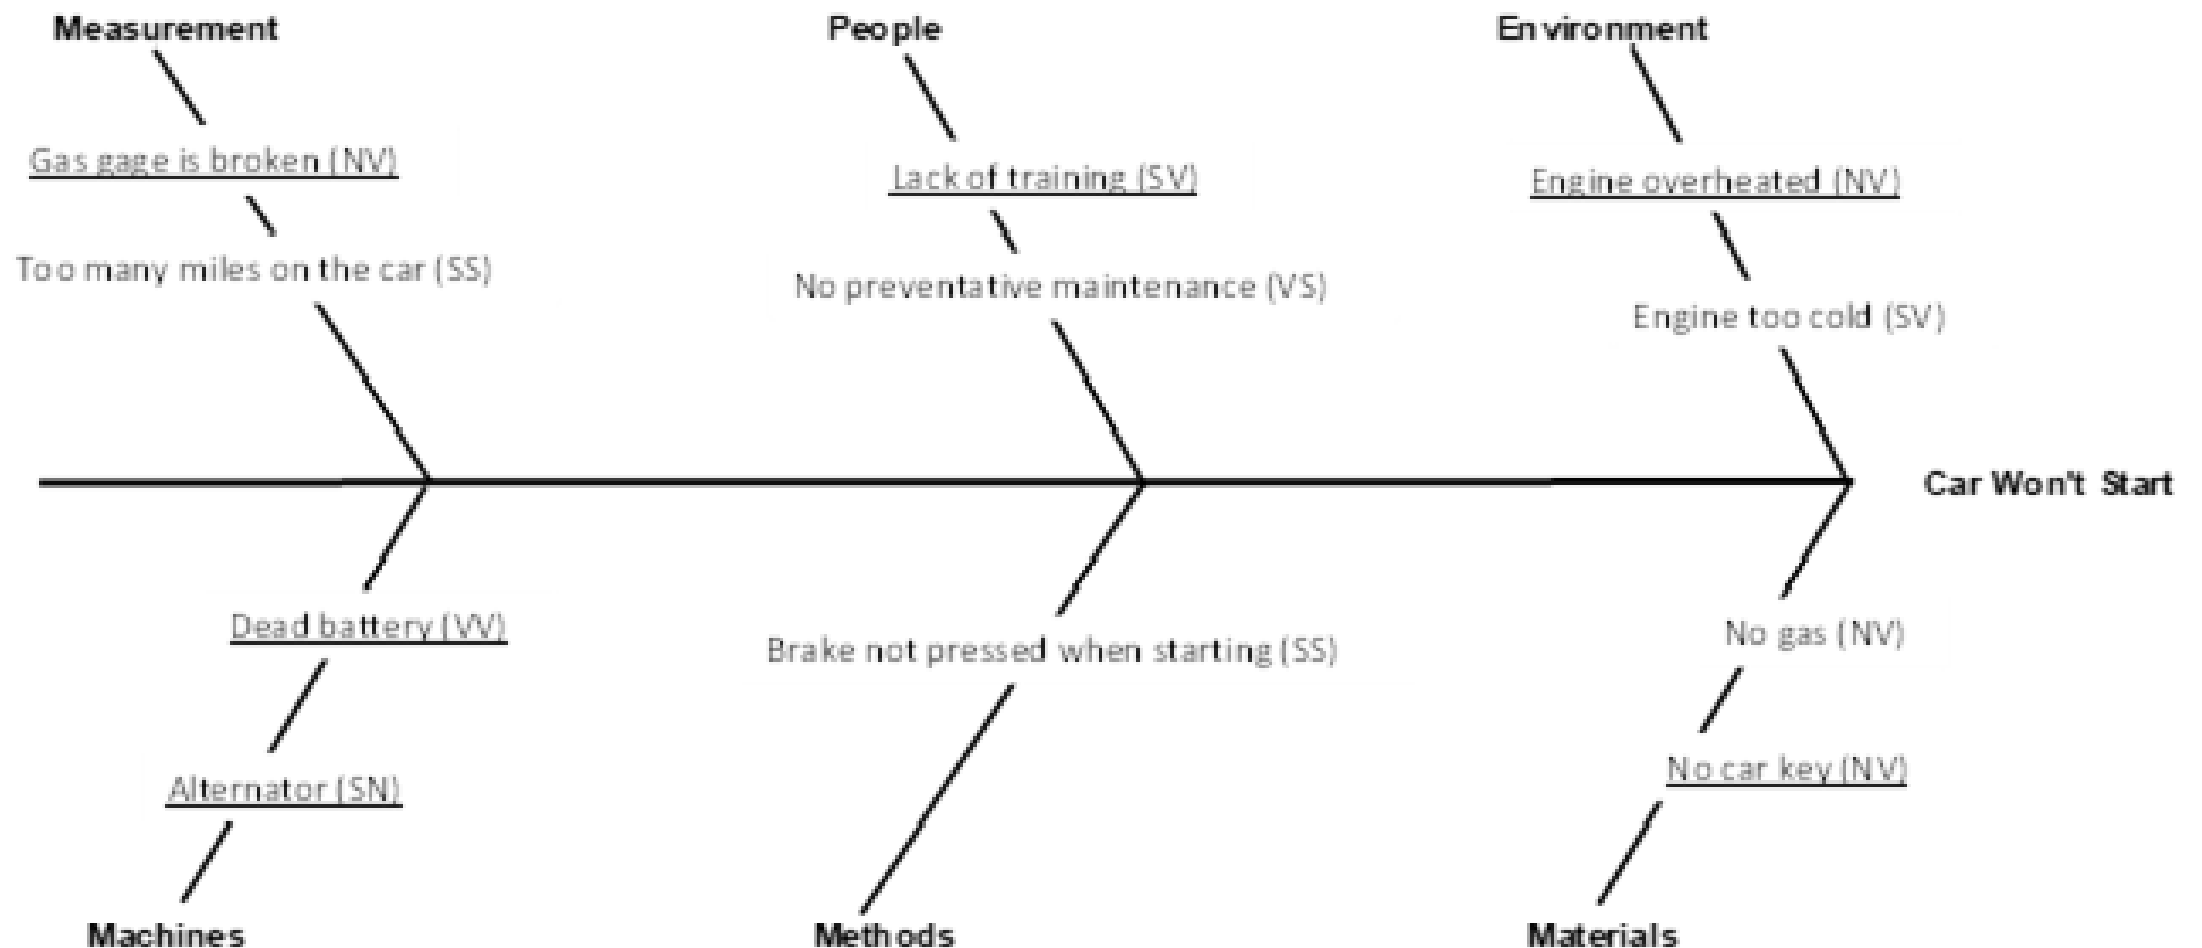 Measurement
People
Environment
Gas gage is broken (NV)
Lack of training (SV)
Engine overheated (NV)
Too many miles on the car (SS)
No preventative maintenance (VS)
Engine too cold (SV)
Car Won't Start
Dead battery (VV)
Brake not pressed when starting (SS)
No gas (NV)
Alternator (SN)
No car key (NV)
Machines
Methods
Materials